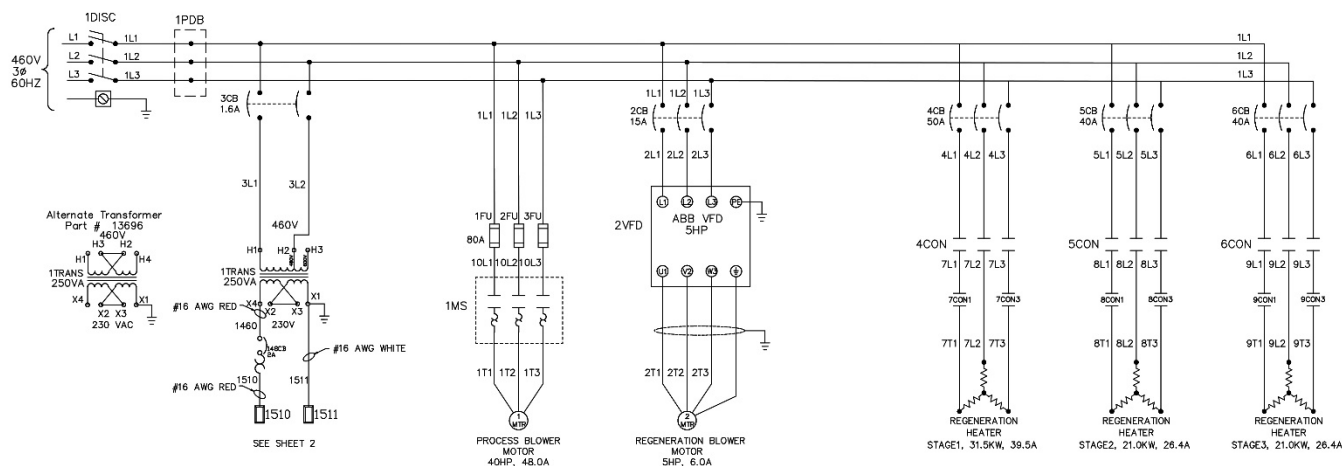 1DISC
1PDB
L1
1L1
L2
1L2
L3
1L3
460V
3ø
60HZ
1L1
1L2
1L3
3CB
1.6A
3L1
3L2
1L1
1L2
1L3
1L1
1L2
1L3
2CB
15A
2L1
2L2
2L3
4CB
50A
4L1
4L2
4L3
5CB
40A
5L1
5L2
5L3
6CB
40A
6L1
6L2
6L3
Alternate Transformer
Part # 13696
460V
H3
H2
H1
H4
1TRANS
250VA
X4
X1
X2
X3
230 VAC
460V
H1
H2
H3
1TRANS
250VA
X4
X2
X3
X1
230V
#16 AWG RED
1460
148CB
2A
#16 AWG WHITE
#16 AWG RED
1510
1511
1510
1511
SEE SHEET 2
1FU
2FU
3FU
80A
10L1
10L2
10L3
1MS
1T1
1T2
1T3
1
MTR
PROCESS BLOWER
MOTOR
40HP, 48.0A
L1
L2
L3
PE
ABB VFD
5HP
2VFD
U1
V2
W3
2T1
2T2
2T3
2
MTR
REGENERATION BLOWER
MOTOR
5HP, 6.0A
4CON
7L1
7L2
7L3
7CON1
7CON3
7T1
7L2
7T3
REGENERATION
HEATER
STAGE1, 31.5KW, 39.5A
5CON
8L1
8L2
8L3
8CON1
8CON3
8T1
8L2
8T3
REGENERATION
HEATER
STAGE2, 21.0KW, 26.4A
6CON
9L1
9L2
9L3
9CON1
9CON3
9T1
9L2
9T3
REGENERATION
HEATER
STAGE3, 21.0KW, 26.4A